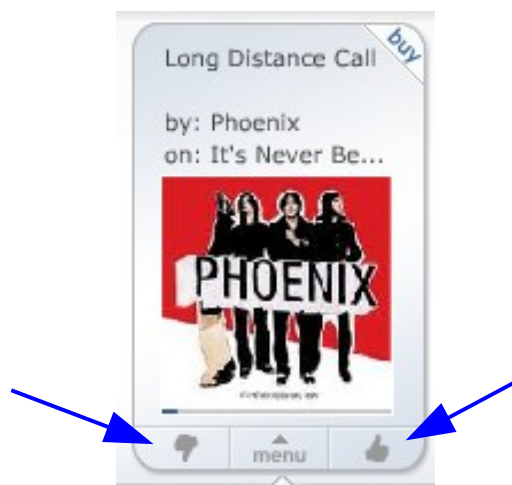 Long Distance Call
buy
by: Phoenix
on: It's Never Be...
PHOENIX
menu